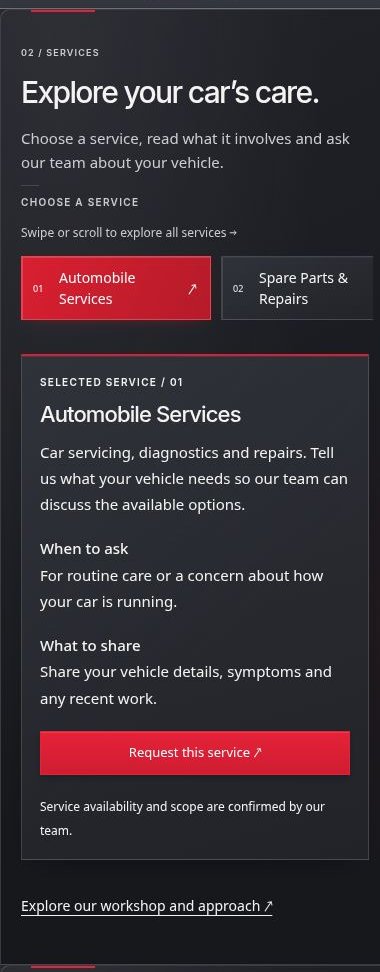 02 / SERVICES
Explore your car’s care.
Choose a service, read what it involves and ask
our team about your vehicle.
CHOOSE A SERVICE
Swipe or scroll to explore all services →
01 Automobile
Services ↗
02 Spare Parts &
Repairs
SELECTED SERVICE / 01
Automobile Services
Car servicing, diagnostics and repairs. Tell
us what your vehicle needs so our team can
discuss the available options.
When to ask
For routine care or a concern about how
your car is running.
What to share
Share your vehicle details, symptoms and
any recent work.
Request this service ↗
Service availability and scope are confirmed by our
team.
Explore our workshop and approach ↗